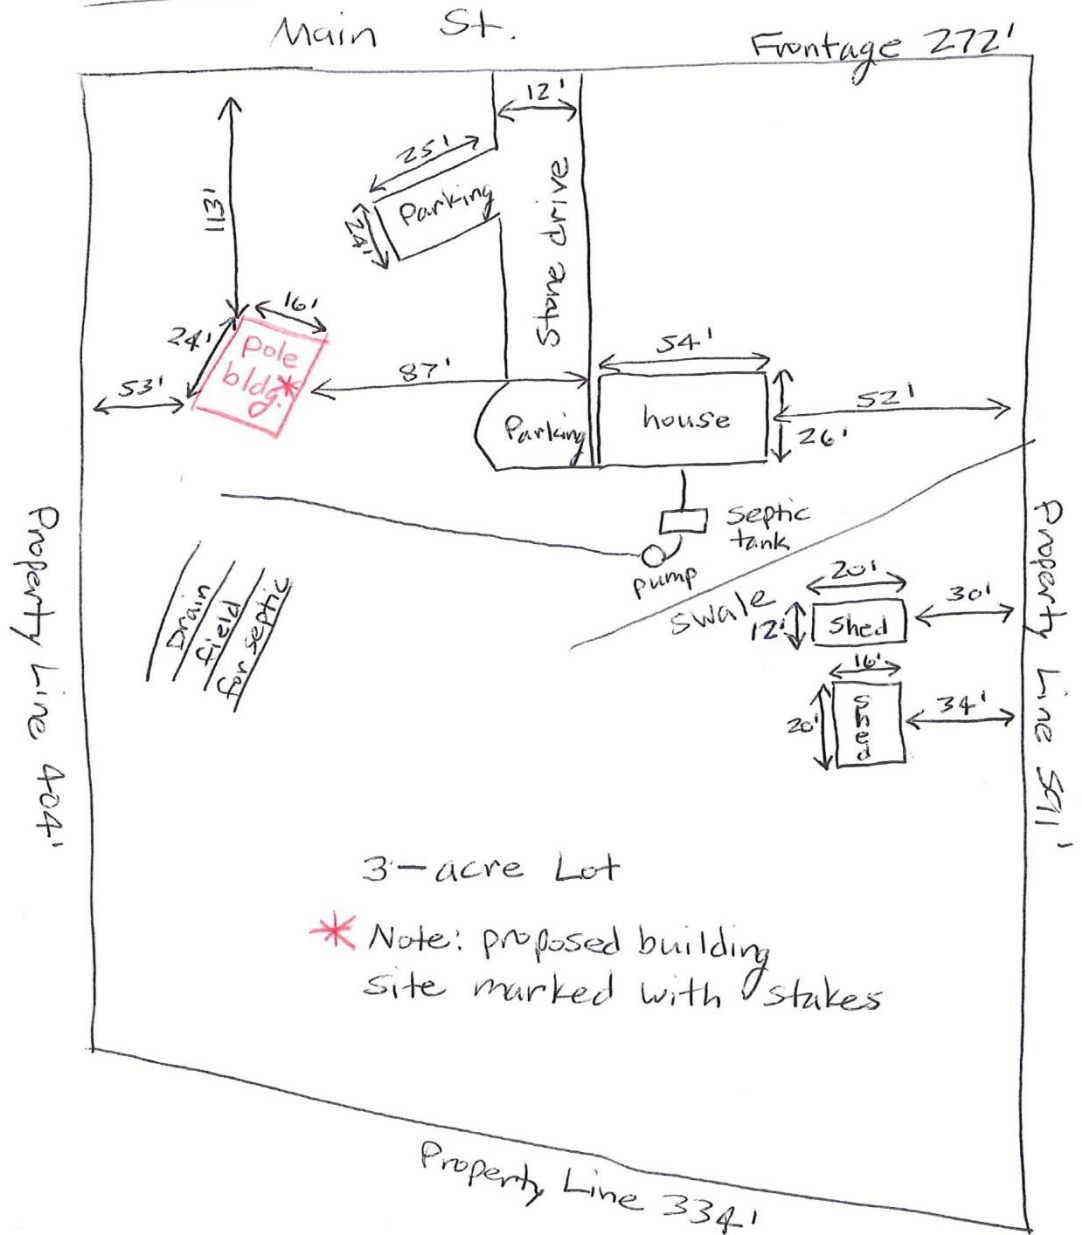 Main St.
Frontage 272'
12'
25'
Parking
24'
Stone drive
113'
16'
24'
Pole
bldg.*
53'
87'
54'
house
26'
52'
Parking
septic
tank
pump
swale
20'
12'
Shed
30'
16'
20'
Shed
34'
Drain
field
for septic
Property Line 404'
Property Line 591'
3-acre Lot
* Note: proposed building
site marked with stakes
Property Line 334'